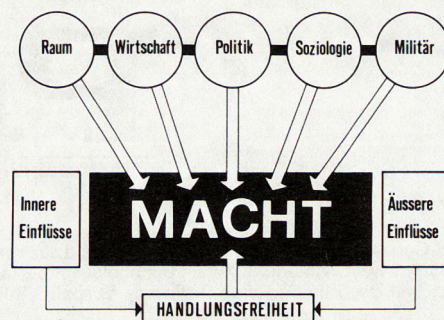 Raum
Wirtschaft
Politik
Soziologie
Militär
Innere
Einflüsse
MACHT
Äussere
Einflüsse
HANDLUNGSFREIHEIT